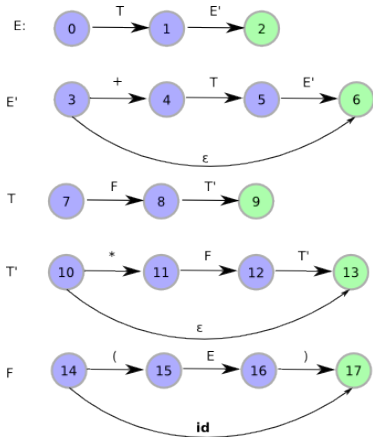 T E'
E: 0 1 2
+ T E'
E' 3 4 5 6
ε
F T'
T 7 8 9
* F T'
T' 10 11 12 13
ε
( E )
F 14 15 16 17
id